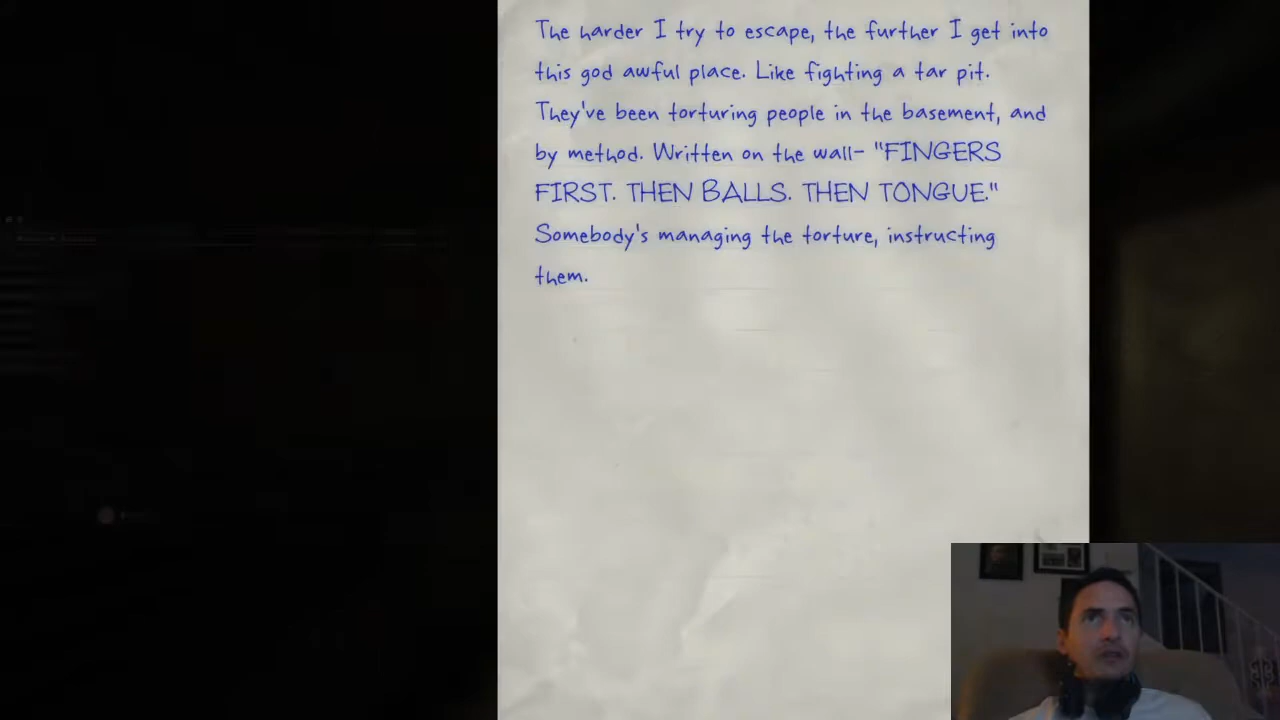 The harder I try to escape, the further I get into
this god awful place. Like fighting a tar pit.
They've been torturing people in the basement, and
by method. Written on the wall- "FINGERS
FIRST. THEN BALLS. THEN TONGUE."
Somebody's managing the torture, instructing
them.